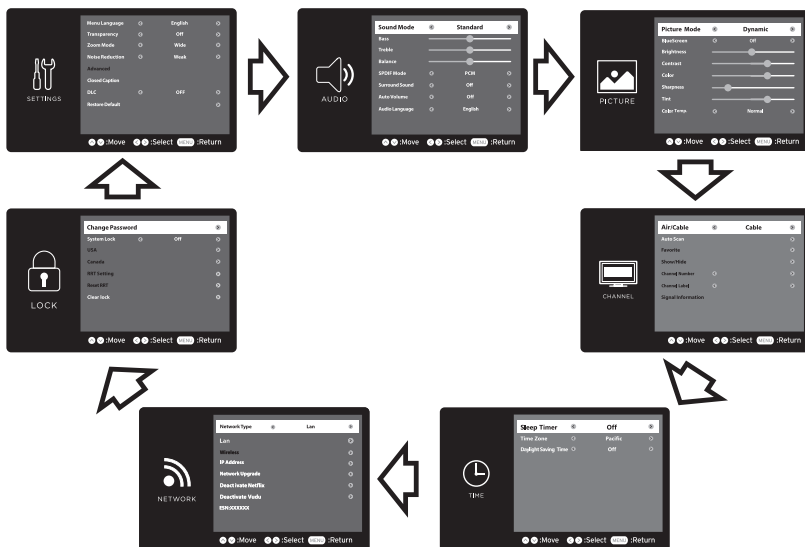 SETTINGS
Menu Language English
Transparency Off
Zoom Mode Wide
Noise Reduction Weak
Advanced
Closed Caption
DLC OFF
Restore Default
:Move :Select MENU :Return
AUDIO
Sound Mode Standard
Bass
Treble
Balance
SPDIF Mode PCM
Surround Sound Off
Auto Volume Off
Audio Language English
:Move :Select MENU :Return
PICTURE
Picture Mode Dynamic
BlueScreen Off
Brightness
Contrast
Color
Sharpness
Tint
Color Temp. Normal
:Move :Select MENU :Return
LOCK
Change Password
System Lock Off
USA
Canada
RRT Setting
Reset RRT
Clear lock
:Move :Select MENU :Return
CHANNEL
Air/Cable Cable
Auto Scan
Favorite
Show/Hide
Channel Number
Channel Label
Signal Information
:Move :Select MENU :Return
NETWORK
Network Type Lan
Lan
Wireless
IP Address
Network Upgrade
Deactivate Netflix
Deactivate Vudu
ESN:XXXXXX
:Move :Select MENU :Return
TIME
Sleep Timer Off
Time Zone Pacific
Daylight Saving Time Off
:Move :Select MENU :Return